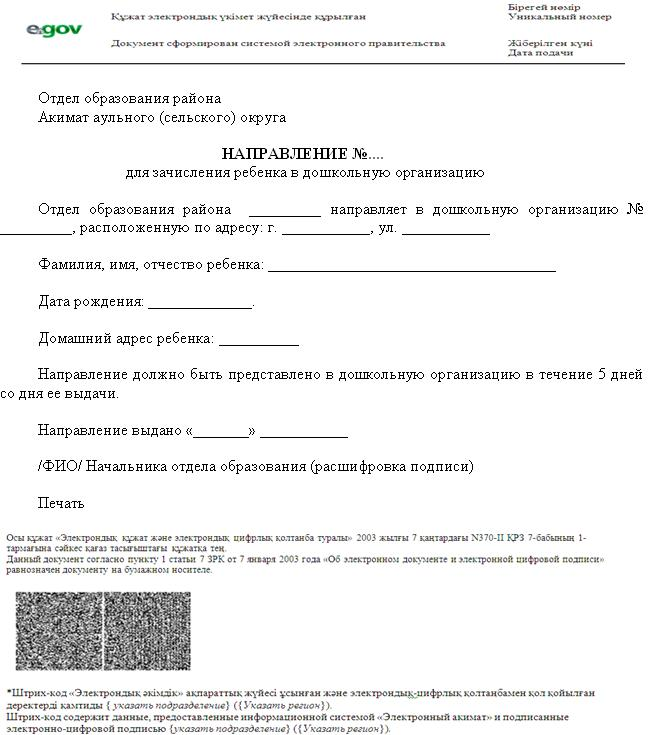 e.gov
Құжат электрондық үкімет жүйесінде құрылған
Документ сформирован системой электронного правительства
Бірегей нөмір
Уникальный номер
Жіберілген күні
Дата подачи
Отдел образования района
Акимат аульного (сельского) округа
НАПРАВЛЕНИЕ №....
для зачисления ребенка в дошкольную организацию
Отдел образования района _________ направляет в дошкольную организацию №
_________, расположенную по адресу: г. ___________, ул. ___________
Фамилия, имя, отчество ребенка: ____________________________________
Дата рождения: _____________.
Домашний адрес ребенка: __________
Направление должно быть представлено в дошкольную организацию в течение 5 дней
со дня ее выдачи.
Направление выдано «_______» ___________
/ФИО/ Начальника отдела образования (расшифровка подписи)
Печать
Осы құжат «Электрондық құжат және электрондық цифрлық қолтанба туралы» 2003 жылғы 7 қантардағы N370-II ҚРЗ 7-бабының 1-
тармағына сәйкес қағаз тасығыштағы құжатқа тең.
Данный документ согласно пункту 1 статьи 7 ЗРК от 7 января 2003 года «Об электронном документе и электронной цифровой подписи»
равнозначен документу на бумажном носителе.
*Штрих-код «Электрондық әкімдік» ақпараттық жүйесі ұсынған және электрондық-цифрлық қолтанбамен қол қойылған
деректерді қамтиды { указать подразделение} ({Указать регион}).
Штрих-код содержит данные, предоставленные информационной системой «Электронный акимат» и подписанные
электронно-цифровой подписью {указать подразделение} ({Указать регион}).